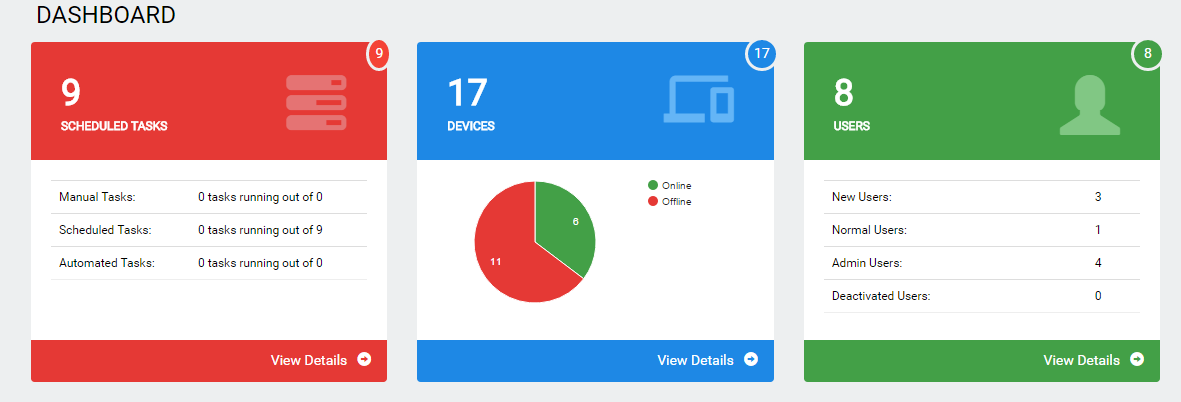 DASHBOARD
9
9
SCHEDULED TASKS
Manual Tasks: 0 tasks running out of 0
Scheduled Tasks: 0 tasks running out of 9
Automated Tasks: 0 tasks running out of 0
View Details
17
17
DEVICES
Online
Offline
6
11
View Details
8
8
USERS
New Users: 3
Normal Users: 1
Admin Users: 4
Deactivated Users: 0
View Details